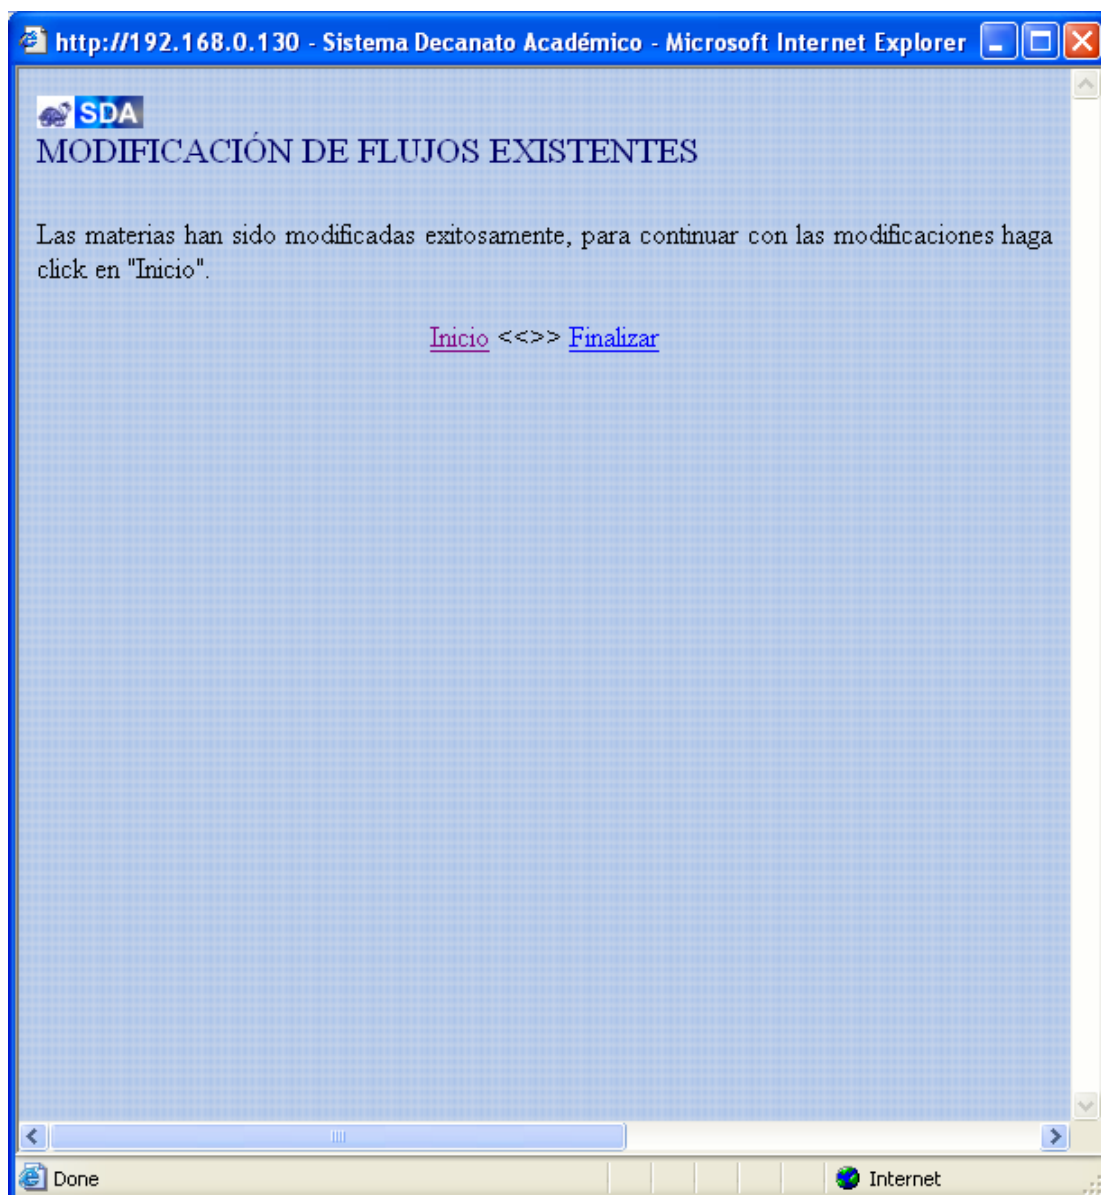 http://192.168.0.130 - Sistema Decanato Académico - Microsoft Internet Explorer
SDA
MODIFICACIÓN DE FLUJOS EXISTENTES
Las materias han sido modificadas exitosamente, para continuar con las modificaciones haga
click en "Inicio".
Inicio <<>> Finalizar
Done Internet